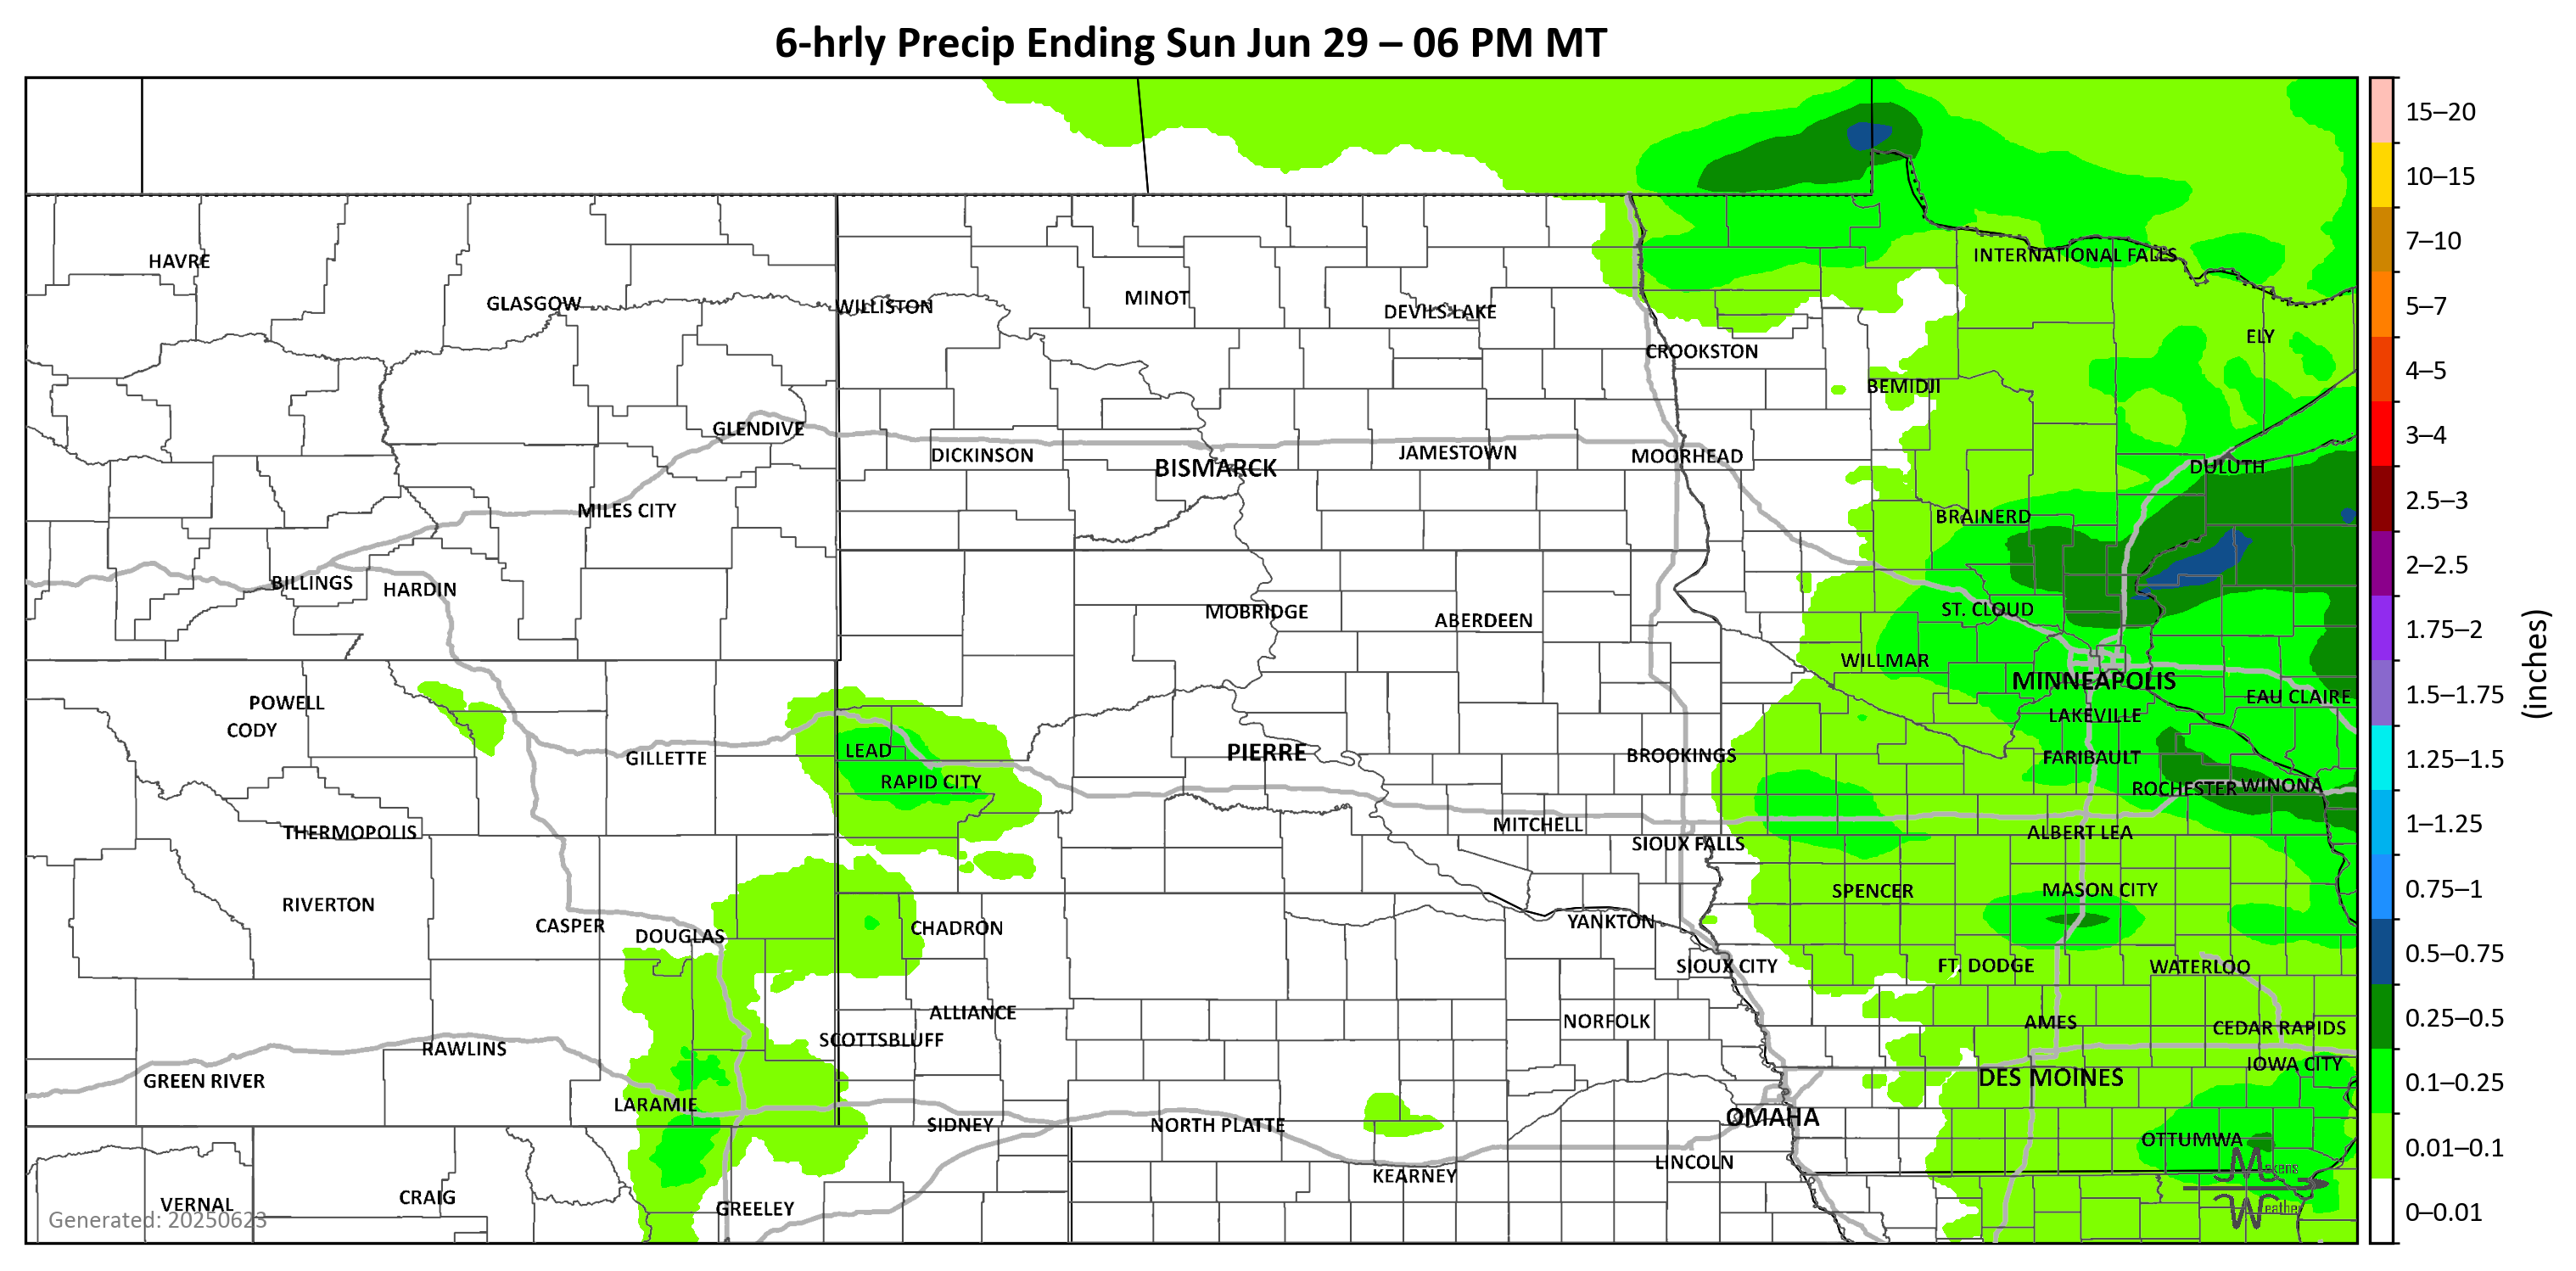 6-hrly Precip Ending Sun Jun 29 – 06 PM MT
15–20
10–15
7–10
5–7
4–5
3–4
2.5–3
2–2.5
1.75–2
1.5–1.75
1.25–1.5
1–1.25
0.75–1
0.5–0.75
0.25–0.5
0.1–0.25
0.01–0.1
0–0.01
(inches)
HAVRE
INTERNATIONAL FALLS
GLASGOW
WILLISTON
MINOT
DEVILS LAKE
ELY
CROOKSTON
BEMIDJI
GLENDIVE
DICKINSON
BISMARCK
JAMESTOWN
MOORHEAD
DULUTH
MILES CITY
BRAINERD
BILLINGS
HARDIN
MOBRIDGE
ABERDEEN
ST. CLOUD
WILLMAR
MINNEAPOLIS
POWELL
EAU CLAIRE
CODY
LAKEVILLE
GILLETTE
LEAD
PIERRE
BROOKINGS
FARIBAULT
RAPID CITY
ROCHESTER
WINONA
THERMOPOLIS
MITCHELL
SIOUX FALLS
ALBERT LEA
SPENCER
MASON CITY
RIVERTON
CASPER
DOUGLAS
CHADRON
YANKTON
SIOUX CITY
FT. DODGE
WATERLOO
ALLIANCE
NORFOLK
AMES
CEDAR RAPIDS
RAWLINS
SCOTTSBLUFF
IOWA CITY
GREEN RIVER
DES MOINES
LARAMIE
SIDNEY
NORTH PLATTE
OMAHA
OTTUMWA
LINCOLN
KEARNEY
VERNAL
CRAIG
GREELEY
Generated: 20250623
Makens
Weather